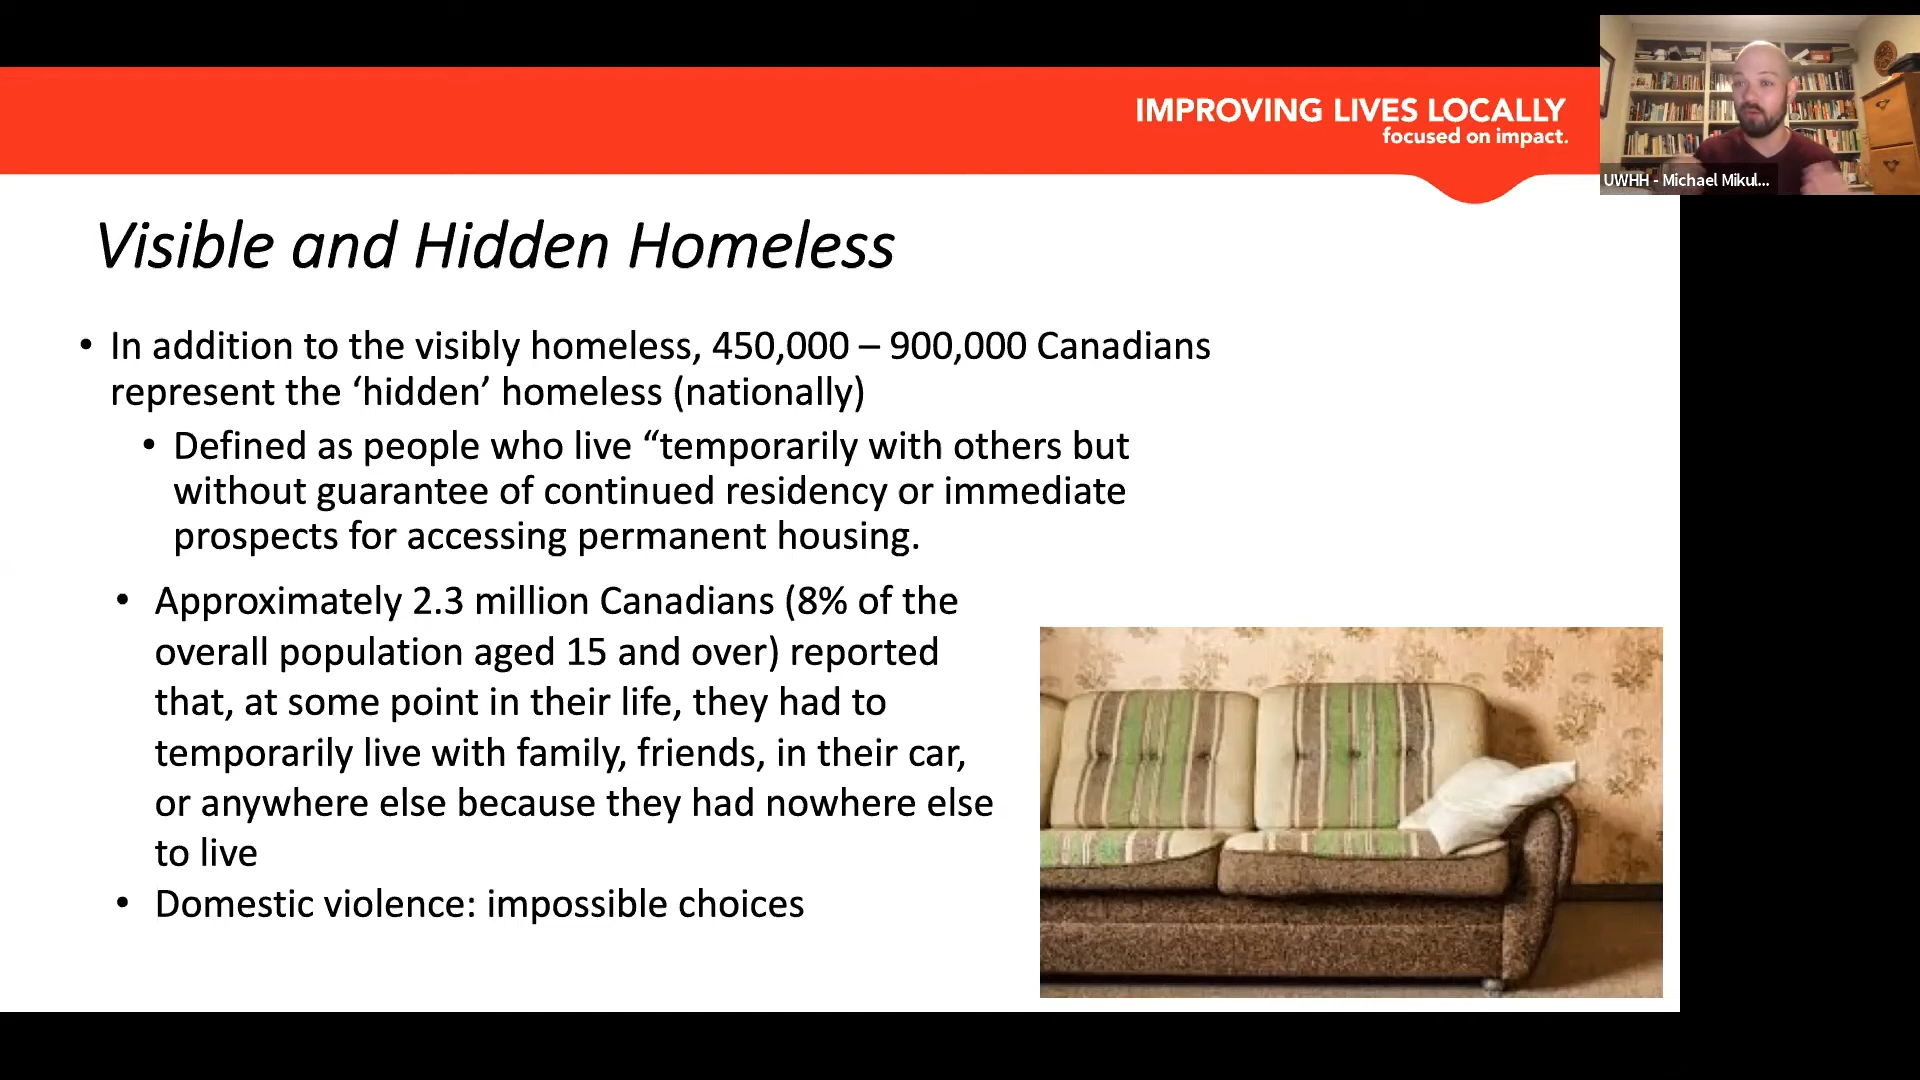 IMPROVING LIVES LOCALLY
focused on impact.
UWHH - Michael Mikul...
Visible and Hidden Homeless
• In addition to the visibly homeless, 450,000 – 900,000 Canadians
represent the ‘hidden’ homeless (nationally)
• Defined as people who live “temporarily with others but
without guarantee of continued residency or immediate
prospects for accessing permanent housing.
• Approximately 2.3 million Canadians (8% of the
overall population aged 15 and over) reported
that, at some point in their life, they had to
temporarily live with family, friends, in their car,
or anywhere else because they had nowhere else
to live
• Domestic violence: impossible choices